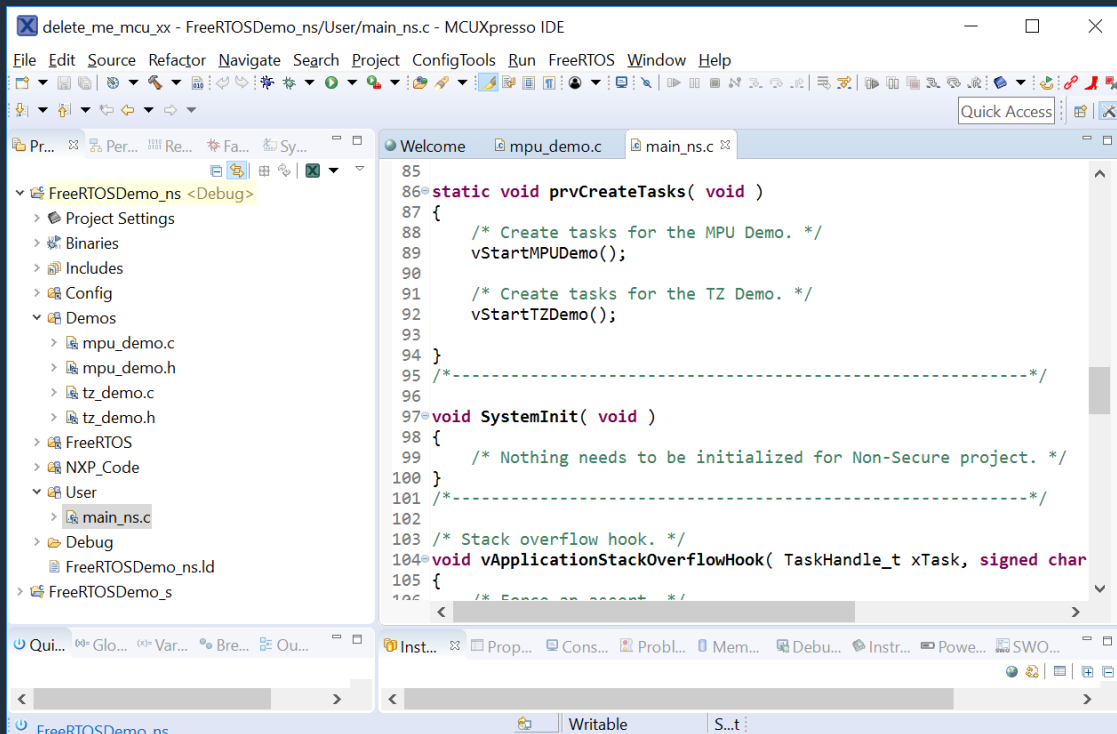 delete_me_mcu_xx - FreeRTOSDemo_ns/User/main_ns.c - MCUXpresso IDE
File Edit Source Refactor Navigate Search Project ConfigTools Run FreeRTOS Window Help
Quick Access
Pr... Per... Re... Fa... Sy...
FreeRTOSDemo_ns <Debug>
Project Settings
Binaries
Includes
Config
Demos
mpu_demo.c
mpu_demo.h
tz_demo.c
tz_demo.h
FreeRTOS
NXP_Code
User
main_ns.c
Debug
FreeRTOSDemo_ns.ld
FreeRTOSDemo_s
Welcome mpu_demo.c main_ns.c
85
86 static void prvCreateTasks( void )
87 {
88 /* Create tasks for the MPU Demo. */
89 vStartMPUDemo();
90
91 /* Create tasks for the TZ Demo. */
92 vStartTZDemo();
93
94 }
95 /*-----------------------------------------------------------*/
96
97 void SystemInit( void )
98 {
99 /* Nothing needs to be initialized for Non-Secure project. */
100 }
101 /*-----------------------------------------------------------*/
102
103 /* Stack overflow hook. */
104 void vApplicationStackOverflowHook( TaskHandle_t xTask, signed char
105 {
106 /* Force an assert. */
Qui... Glo... Var... Bre... Ou...
Inst... Prop... Cons... Probl... Mem... Debu... Instr... Powe... SWO...
FreeRTOSDemo_ns
Writable S...t